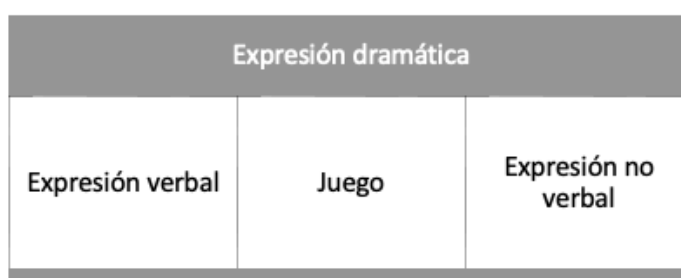 Expresión dramática
Expresión verbal
Juego
Expresión no
verbal